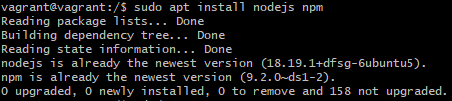 vagrant@vagrant:/$ sudo apt install nodejs npm
Reading package lists... Done
Building dependency tree... Done
Reading state information... Done
nodejs is already the newest version (18.19.1+dfsg-6ubuntu5).
npm is already the newest version (9.2.0~ds1-2).
0 upgraded, 0 newly installed, 0 to remove and 158 not upgraded.